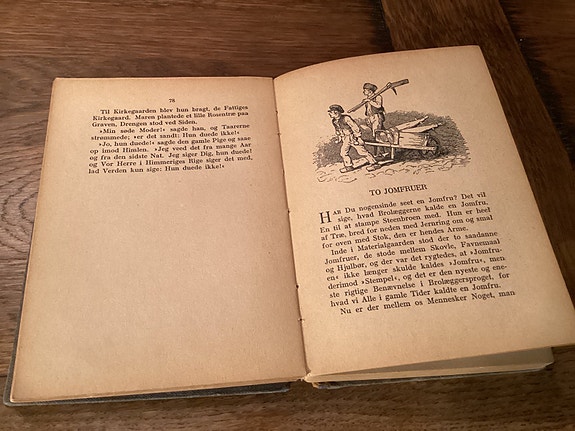 78
Til Kirkegaarden blev hun bragt, de Fattiges
Kirkegaard. Maren plantede et lille Rosentræ paa
Graven, Drengen stod ved Siden.
›Min søde Moder!‹ sagde han, og Taarerne
strømmede; ›er det sandt: Hun duede ikke!‹
›Jo, hun duede!‹ sagde den gamle Pige og saae
op imod Himlen. ›Jeg veed det fra mange Aar
og fra den sidste Nat. Jeg siger Dig, hun duede!
og Vor Herre i Himmeriges Rige siger det med,
lad Verden kun sige: Hun duede ikke!‹
TO JOMFRUER
HAR Du nogensinde seet en Jomfru? Det vil
sige, hvad Brolæggerne kalde en Jomfru,
En til at stampe Steenbroen med. Hun er heel
af Træ, bred for neden med Jernring om og smal
for oven med Stok, den er hendes Arme.
Inde i Materialgaarden stod der to saadanne
Jomfruer, de stode mellem Skovle, Favnemaal
og Hjulbør, og der var det rygtedes, at ›Jomfru-
en‹ ikke længer skulde kaldes ›Jomfru‹, men
derimod ›Stempel‹, og det er den nyeste og ene-
ste rigtige Benævnelse i Brolæggersproget, for
hvad vi Alle i gamle Tider kaldte en Jomfru.
Nu er der mellem os Mennesker Noget, man